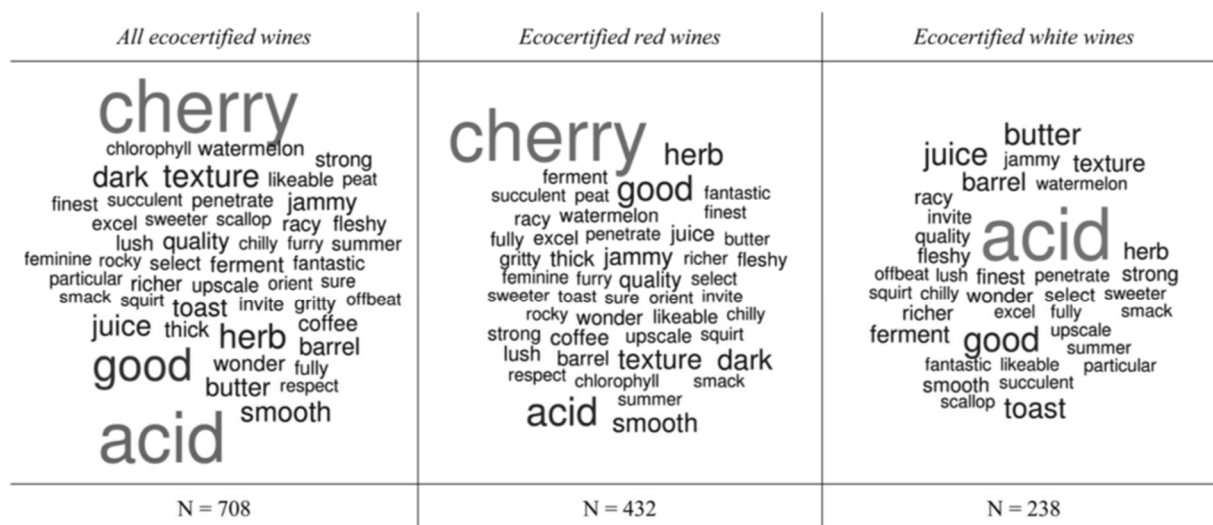 All ecocertified wines
Ecocertified red wines
Ecocertified white wines
cherry
chlorophyll watermelon
strong
dark texture likeable peat
finest succulent penetrate jammy
excel sweeter scallop racy fleshy
lush quality chilly furry summer
feminine rocky select ferment fantastic
particular richer upscale orient sure
smack squirt toast invite gritty offbeat
juice thick herb coffee
barrel
good wonder fully
butter respect
smooth
acid
cherry herb
ferment
succulent peat good fantastic
racy watermelon finest
fully excel penetrate juice butter
gritty thick jammy richer fleshy
feminine furry quality select
sweeter toast sure orient invite
rocky wonder likeable chilly
strong coffee upscale squirt
lush barrel texture dark
respect chlorophyll smack
summer
acid smooth
butter
juice jammy texture
barrel watermelon
racy
invite
quality acid herb
fleshy
offbeat lush finest penetrate strong
squirt chilly wonder select sweeter
richer excel fully smack
ferment good upscale
summer
fantastic likeable particular
smooth succulent
scallop toast
N = 708
N = 432
N = 238